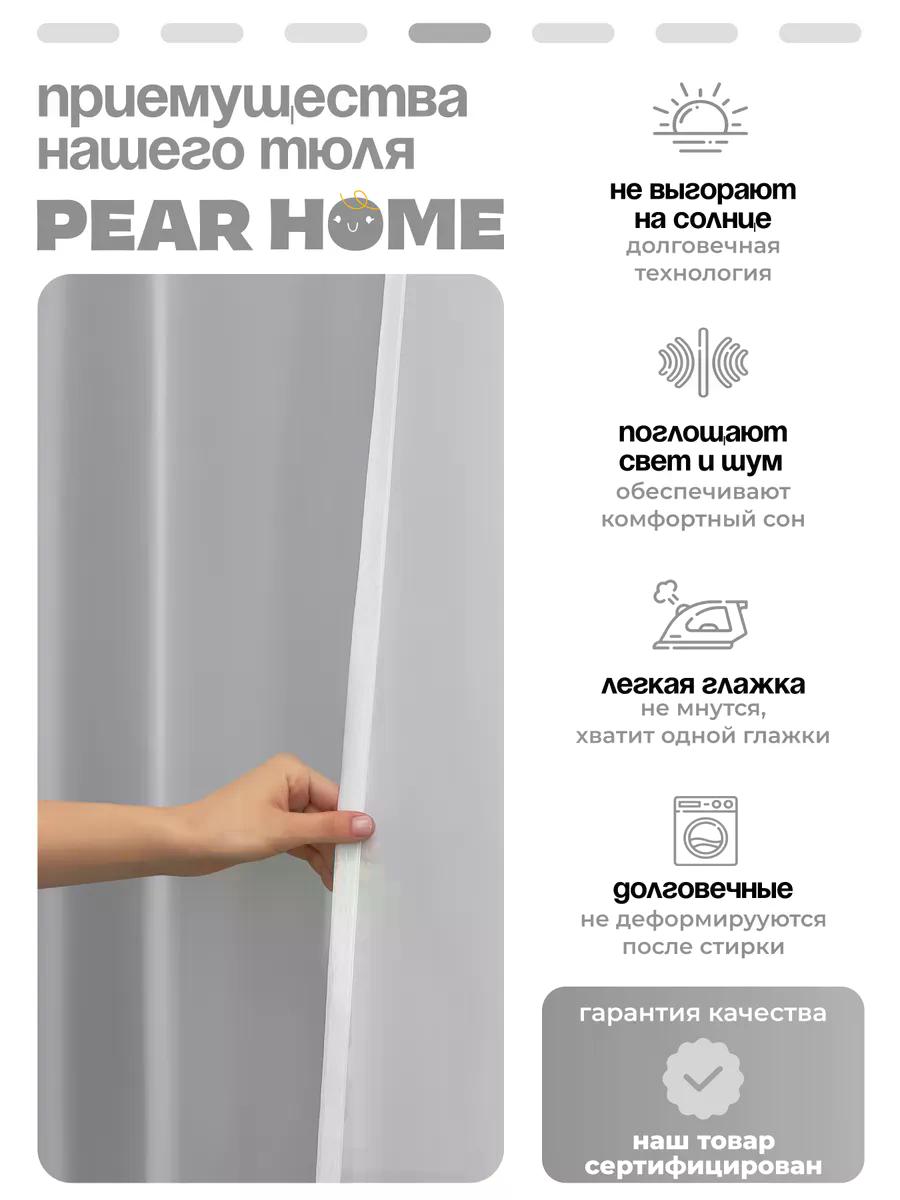 приемущества
нашего тюля
PEAR HOME
не выгорают
на солнце
долговечная
технология
поглощают
свет и шум
обеспечивают
комфортный сон
легкая глажка
не мнутся,
хватит одной глажки
долговечные
не деформирууются
после стирки
гарантия качества
наш товар
сертифицирован